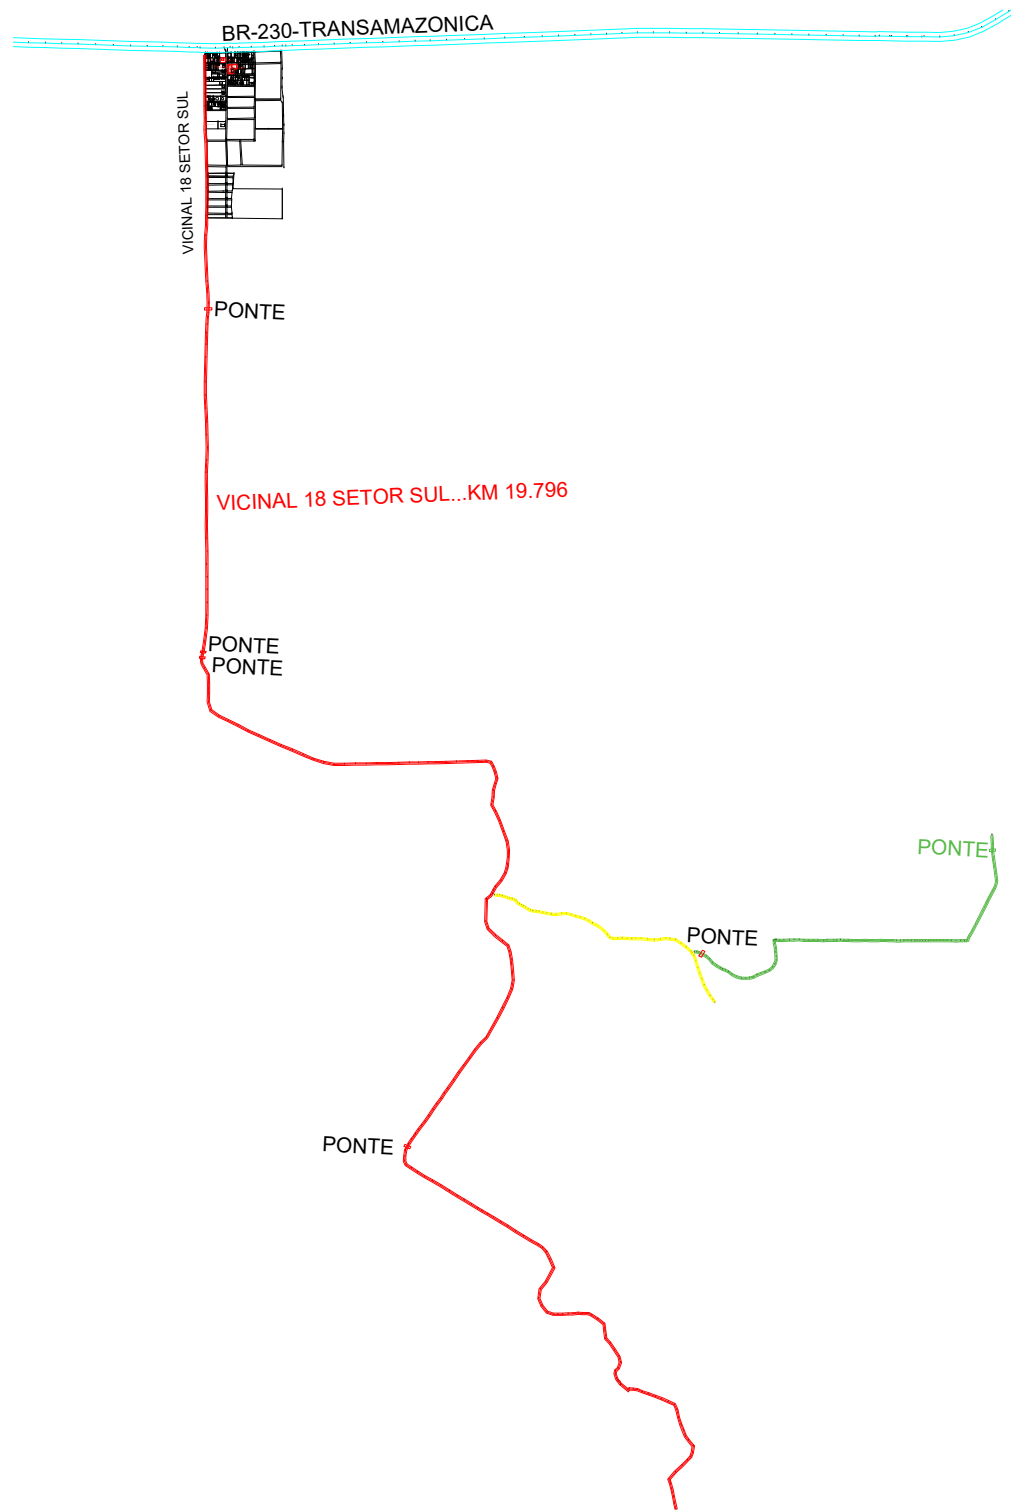 BR-230-TRANSAMAZONICA
VICINAL 18 SETOR SUL
PONTE
VICINAL 18 SETOR SUL...KM 19.796
PONTE
PONTE
PONTE
PONTE
PONTE